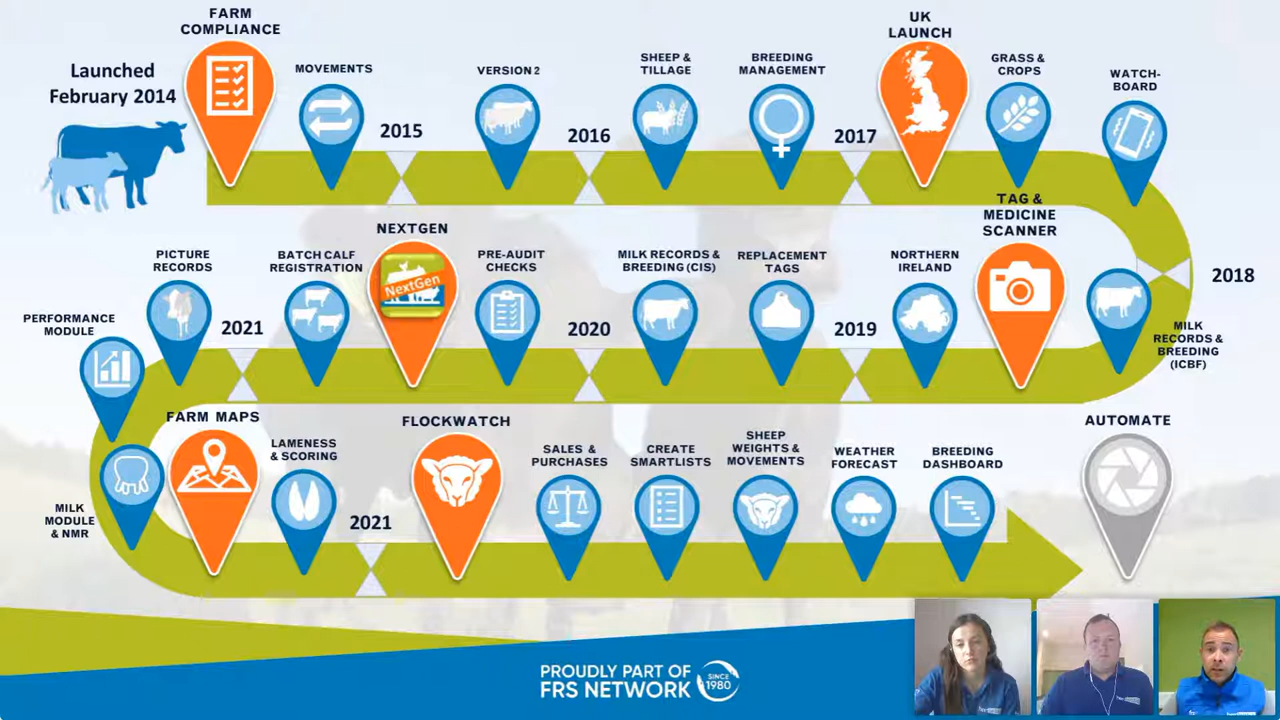 FARM
COMPLIANCE
Launched
February 2014
MOVEMENTS
2015
VERSION 2
2016
SHEEP &
TILLAGE
BREEDING
MANAGEMENT
2017
UK
LAUNCH
GRASS &
CROPS
WATCH-
BOARD
2018
MILK
RECORDS &
BREEDING
(ICBF)
TAG &
MEDICINE
SCANNER
NORTHERN
IRELAND
2019
REPLACEMENT
TAGS
MILK RECORDS &
BREEDING (CIS)
2020
PRE-AUDIT
CHECKS
NEXTGEN
NextGen
BATCH CALF
REGISTRATION
2021
PICTURE
RECORDS
PERFORMANCE
MODULE
MILK
MODULE
& NMR
FARM MAPS
LAMENESS
& SCORING
2021
FLOCKWATCH
SALES &
PURCHASES
CREATE
SMARTLISTS
SHEEP
WEIGHTS &
MOVEMENTS
WEATHER
FORECAST
BREEDING
DASHBOARD
AUTOMATE
PROUDLY PART OF
FRS NETWORK
SINCE
1980